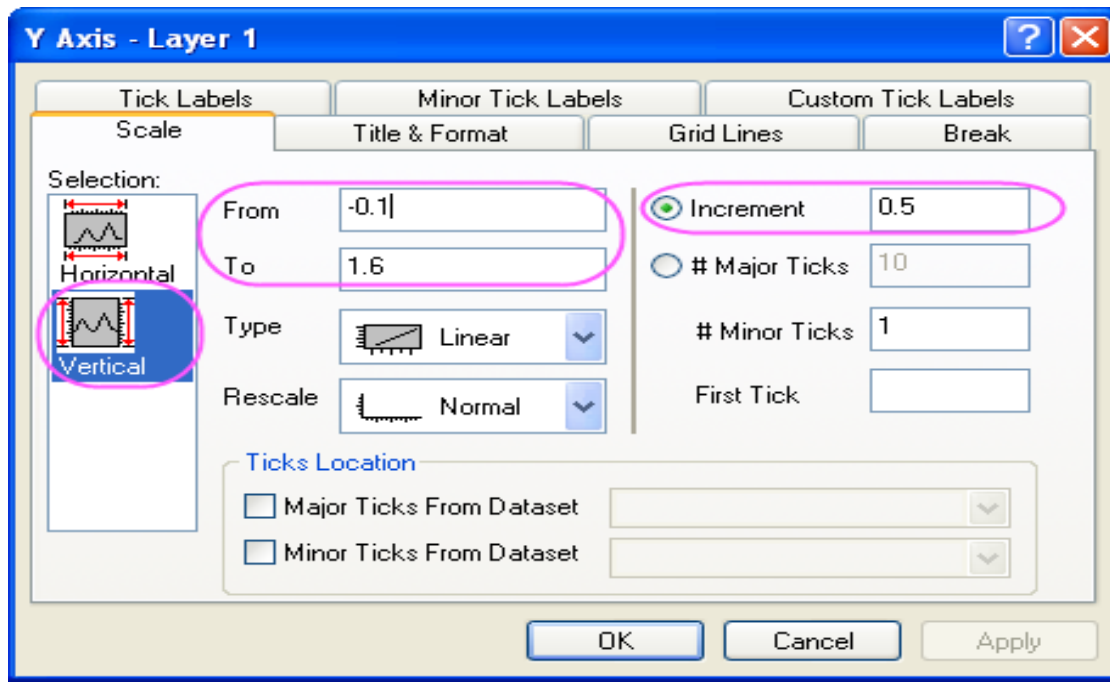 Y Axis - Layer 1
Tick Labels Minor Tick Labels Custom Tick Labels
Scale Title & Format Grid Lines Break
Selection:
Horizontal
Vertical
From -0.1
To 1.6
Type Linear
Rescale Normal
Increment 0.5
# Major Ticks 10
# Minor Ticks 1
First Tick
Ticks Location
Major Ticks From Dataset
Minor Ticks From Dataset
OK Cancel Apply